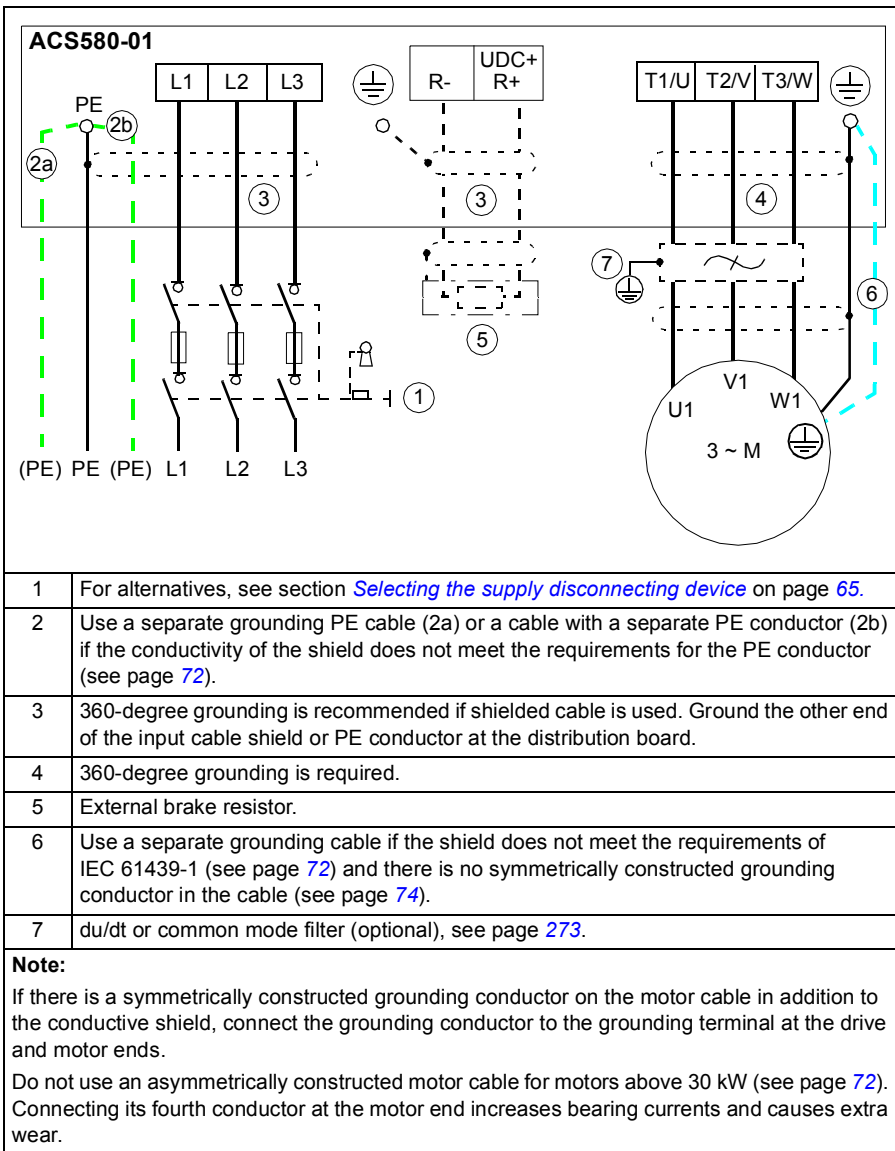 ACS580-01
L1 L2 L3
R- UDC+
R+
T1/U T2/V T3/W
PE
2a 2b
3 3 4
7
6
5
1
U1 V1 W1
3 ~ M
(PE) PE (PE) L1 L2 L3
1 For alternatives, see section Selecting the supply disconnecting device on page 65.
2 Use a separate grounding PE cable (2a) or a cable with a separate PE conductor (2b)
if the conductivity of the shield does not meet the requirements for the PE conductor
(see page 72).
3 360-degree grounding is recommended if shielded cable is used. Ground the other end
of the input cable shield or PE conductor at the distribution board.
4 360-degree grounding is required.
5 External brake resistor.
6 Use a separate grounding cable if the shield does not meet the requirements of
IEC 61439-1 (see page 72) and there is no symmetrically constructed grounding
conductor in the cable (see page 74).
7 du/dt or common mode filter (optional), see page 273.
Note:
If there is a symmetrically constructed grounding conductor on the motor cable in addition to
the conductive shield, connect the grounding conductor to the grounding terminal at the drive
and motor ends.
Do not use an asymmetrically constructed motor cable for motors above 30 kW (see page 72).
Connecting its fourth conductor at the motor end increases bearing currents and causes extra
wear.